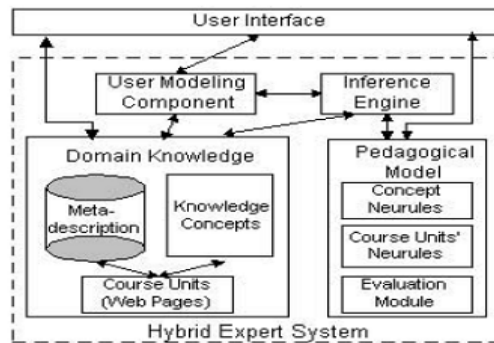 User Interface
User Modeling
Component
Inference
Engine
Domain Knowledge
Meta-
description
Knowledge
Concepts
Course Units
(Web Pages)
Pedagogical
Model
Concept
Neurules
Course Units'
Neurules
Evaluation
Module
Hybrid Expert System